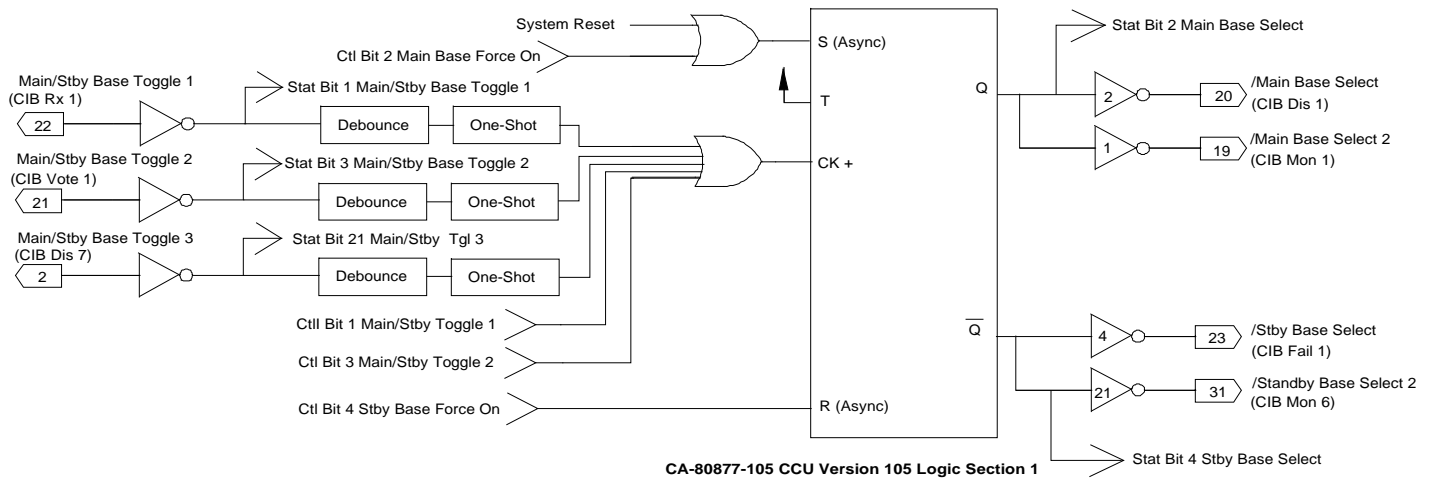 System Reset
Ctl Bit 2 Main Base Force On
S (Async)
T
CK +
R (Async)
Q
Q
Main/Stby Base Toggle 1
(CIB Rx 1)
22
Stat Bit 1 Main/Stby Base Toggle 1
Debounce
One-Shot
Main/Stby Base Toggle 2
(CIB Vote 1)
21
Stat Bit 3 Main/Stby Base Toggle 2
Debounce
One-Shot
Main/Stby Base Toggle 3
(CIB Dis 7)
2
Stat Bit 21 Main/Stby Tgl 3
Debounce
One-Shot
Ctll Bit 1 Main/Stby Toggle 1
Ctl Bit 3 Main/Stby Toggle 2
Ctl Bit 4 Stby Base Force On
Stat Bit 2 Main Base Select
2
20
/Main Base Select
(CIB Dis 1)
1
19
/Main Base Select 2
(CIB Mon 1)
4
23
/Stby Base Select
(CIB Fail 1)
21
31
/Standby Base Select 2
(CIB Mon 6)
Stat Bit 4 Stby Base Select
CA-80877-105 CCU Version 105 Logic Section 1